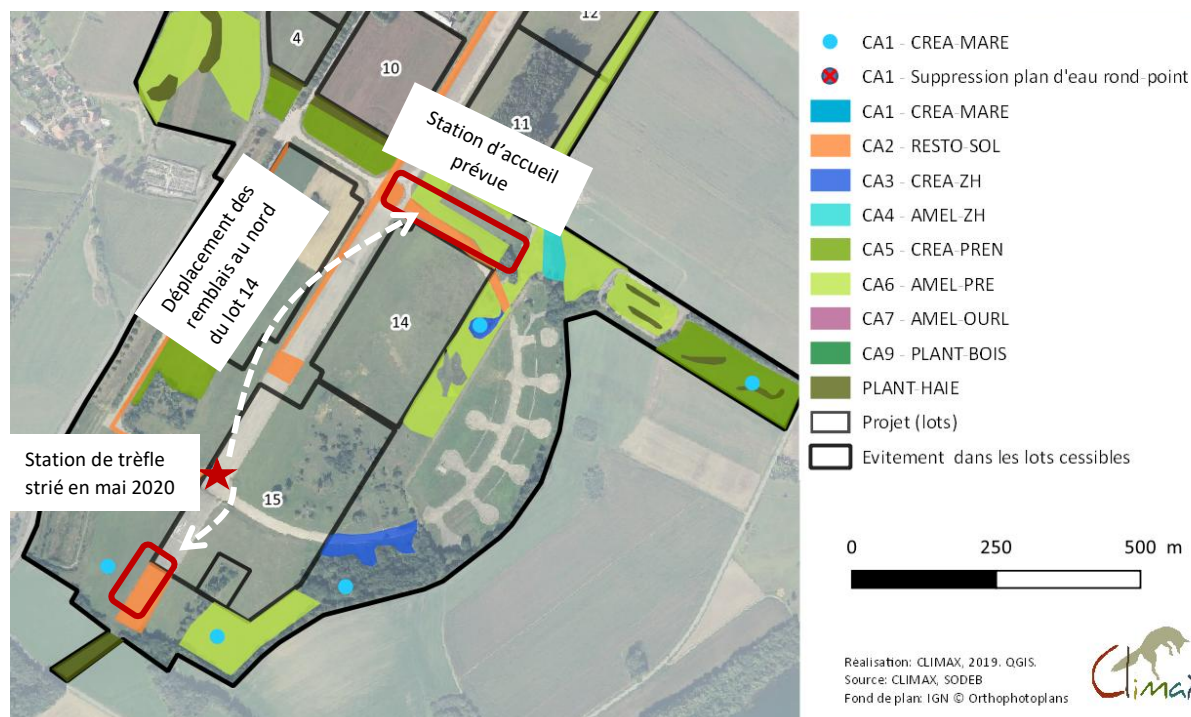 4
10
11
12
14
15
Station d'accueil
prévue
Déplacement des
remblais au nord
du lot 14
Station de trèfle
strié en mai 2020
CA1 - CREA-MARE
CA1 - Suppression plan d'eau rond-point
CA1 - CREA-MARE
CA2 - RESTO-SOL
CA3 - CREA-ZH
CA4 - AMEL-ZH
CA5 - CREA-PREN
CA6 - AMEL-PRE
CA7 - AMEL-OURL
CA9 - PLANT-BOIS
PLANT-HAIE
Projet (lots)
Evitement dans les lots cessibles
0 250 500 m
Réalisation: CLIMAX, 2019. QGIS.
Source: CLIMAX, SODEB
Fond de plan: IGN © Orthophotoplans